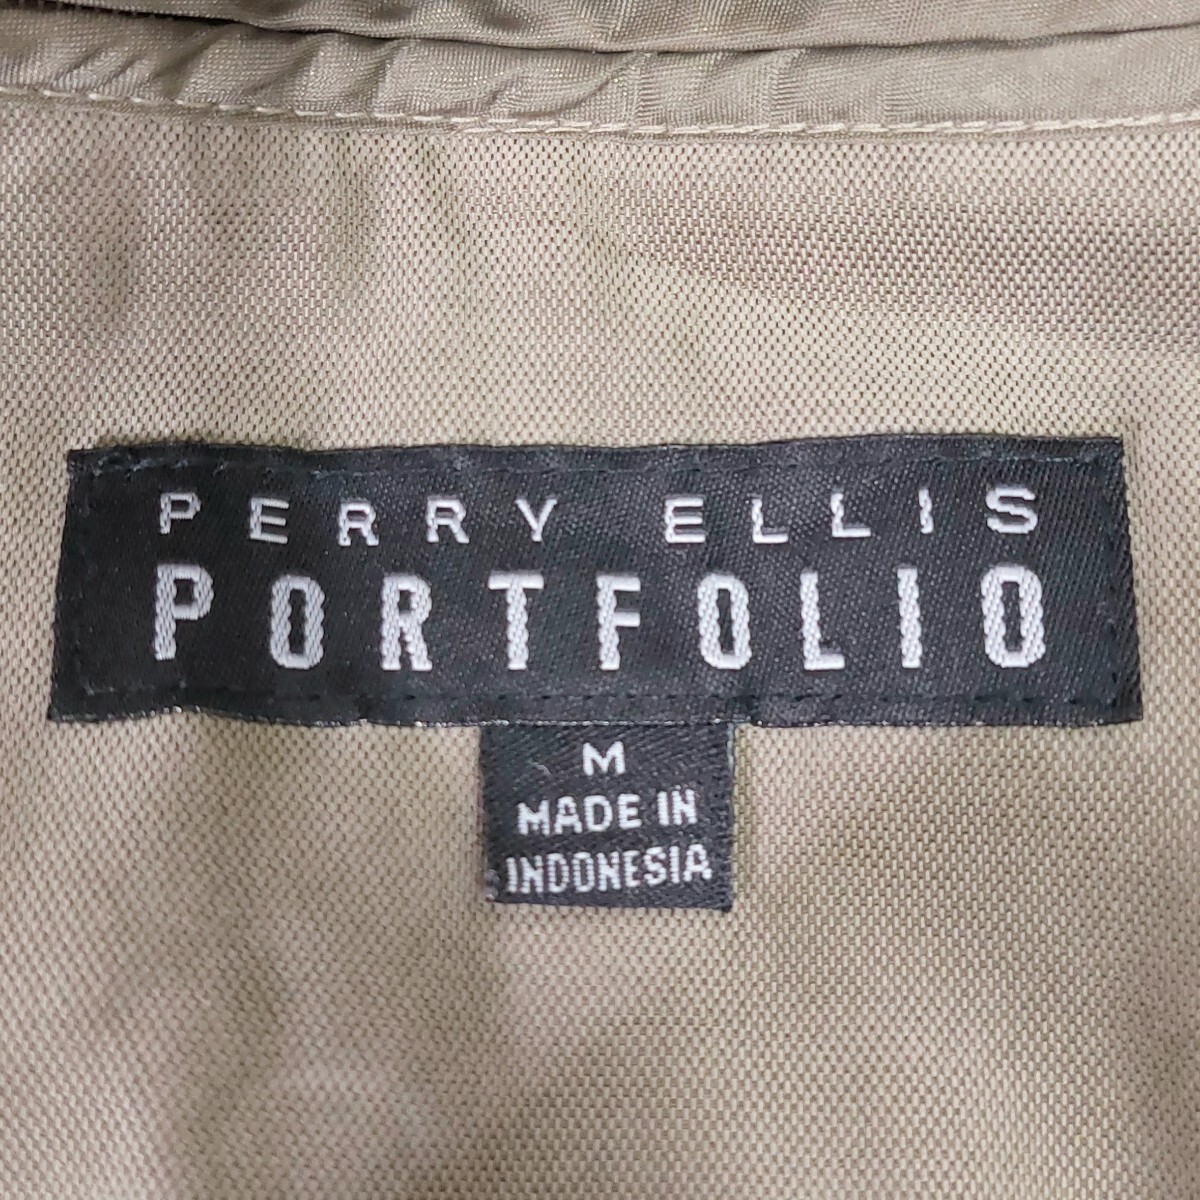 PERRY ELLIS
PORTFOLIO
M
MADE IN
INDONESIA